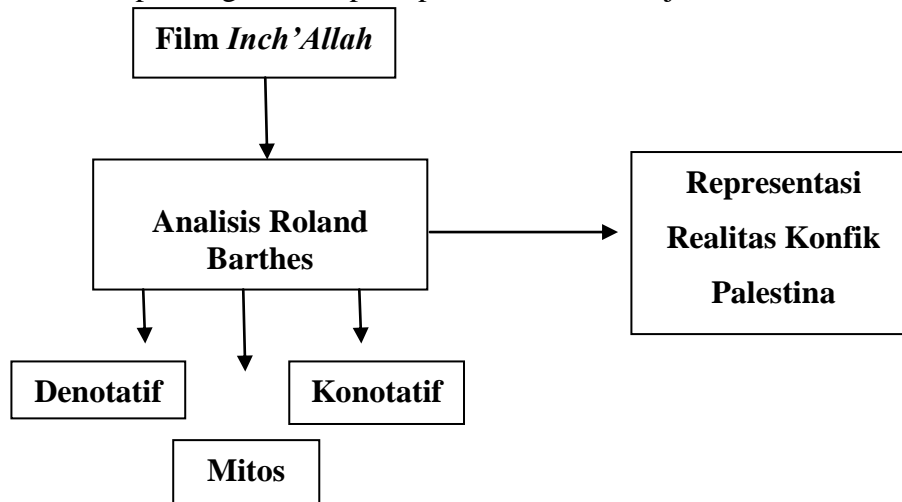 Film Inch’Allah
Analisis Roland
Barthes
Representasi
Realitas Konfik
Palestina
Denotatif
Konotatif
Mitos